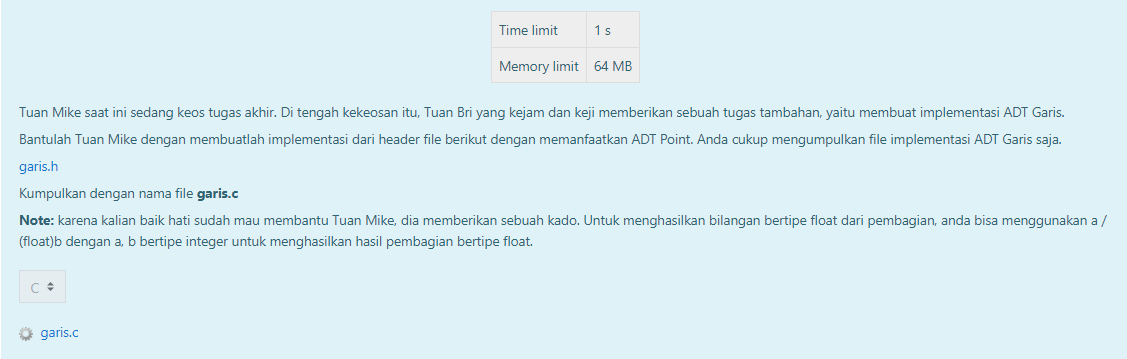 Time limit 1 s
Memory limit 64 MB
Tuan Mike saat ini sedang keos tugas akhir. Di tengah kekeosan itu, Tuan Bri yang kejam dan keji memberikan sebuah tugas tambahan, yaitu membuat implementasi ADT Garis.
Bantulah Tuan Mike dengan membuatlah implementasi dari header file berikut dengan memanfaatkan ADT Point. Anda cukup mengumpulkan file implementasi ADT Garis saja.
garis.h
Kumpulkan dengan nama file garis.c
Note: karena kalian baik hati sudah mau membantu Tuan Mike, dia memberikan sebuah kado. Untuk menghasilkan bilangan bertipe float dari pembagian, anda bisa menggunakan a /
(float)b dengan a, b bertipe integer untuk menghasilkan hasil pembagian bertipe float.
C
garis.c